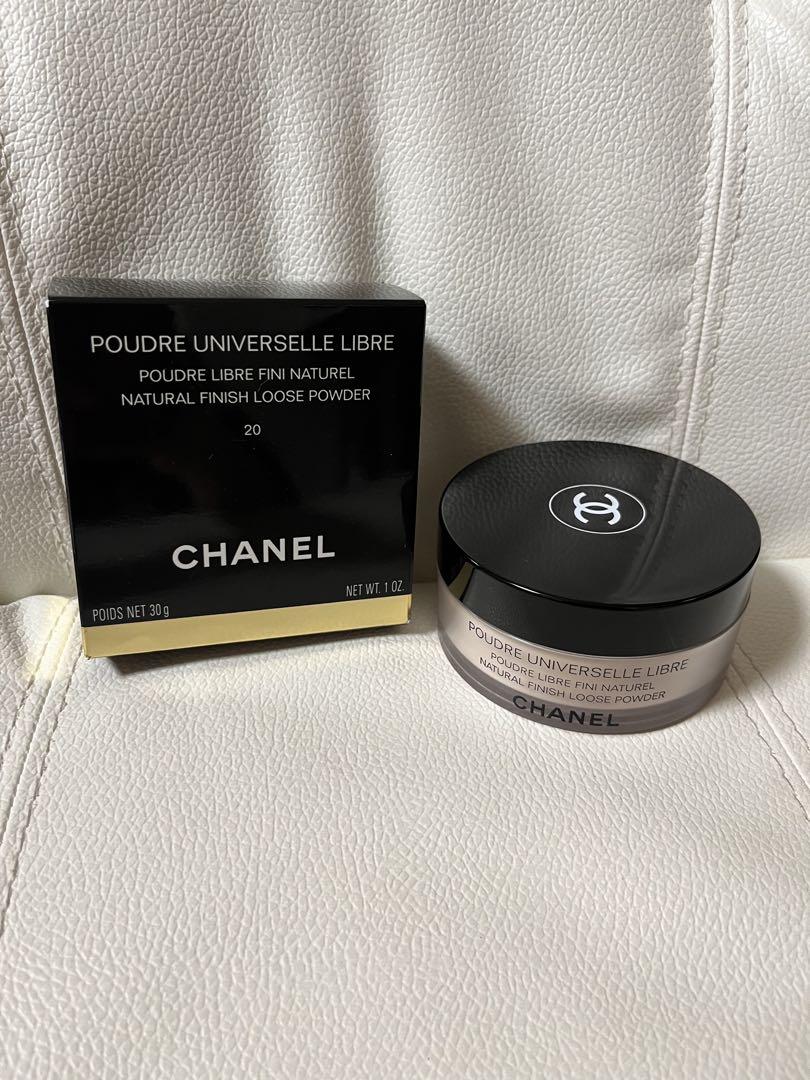 POUDRE UNIVERSELLE LIBRE
POUDRE LIBRE FINI NATUREL
NATURAL FINISH LOOSE POWDER
20
CHANEL
POIDS NET 30 g
NET WT. 1 OZ.
POUDRE UNIVERSELLE LIBRE
POUDRE LIBRE FINI NATUREL
NATURAL FINISH LOOSE POWDER
CHANEL